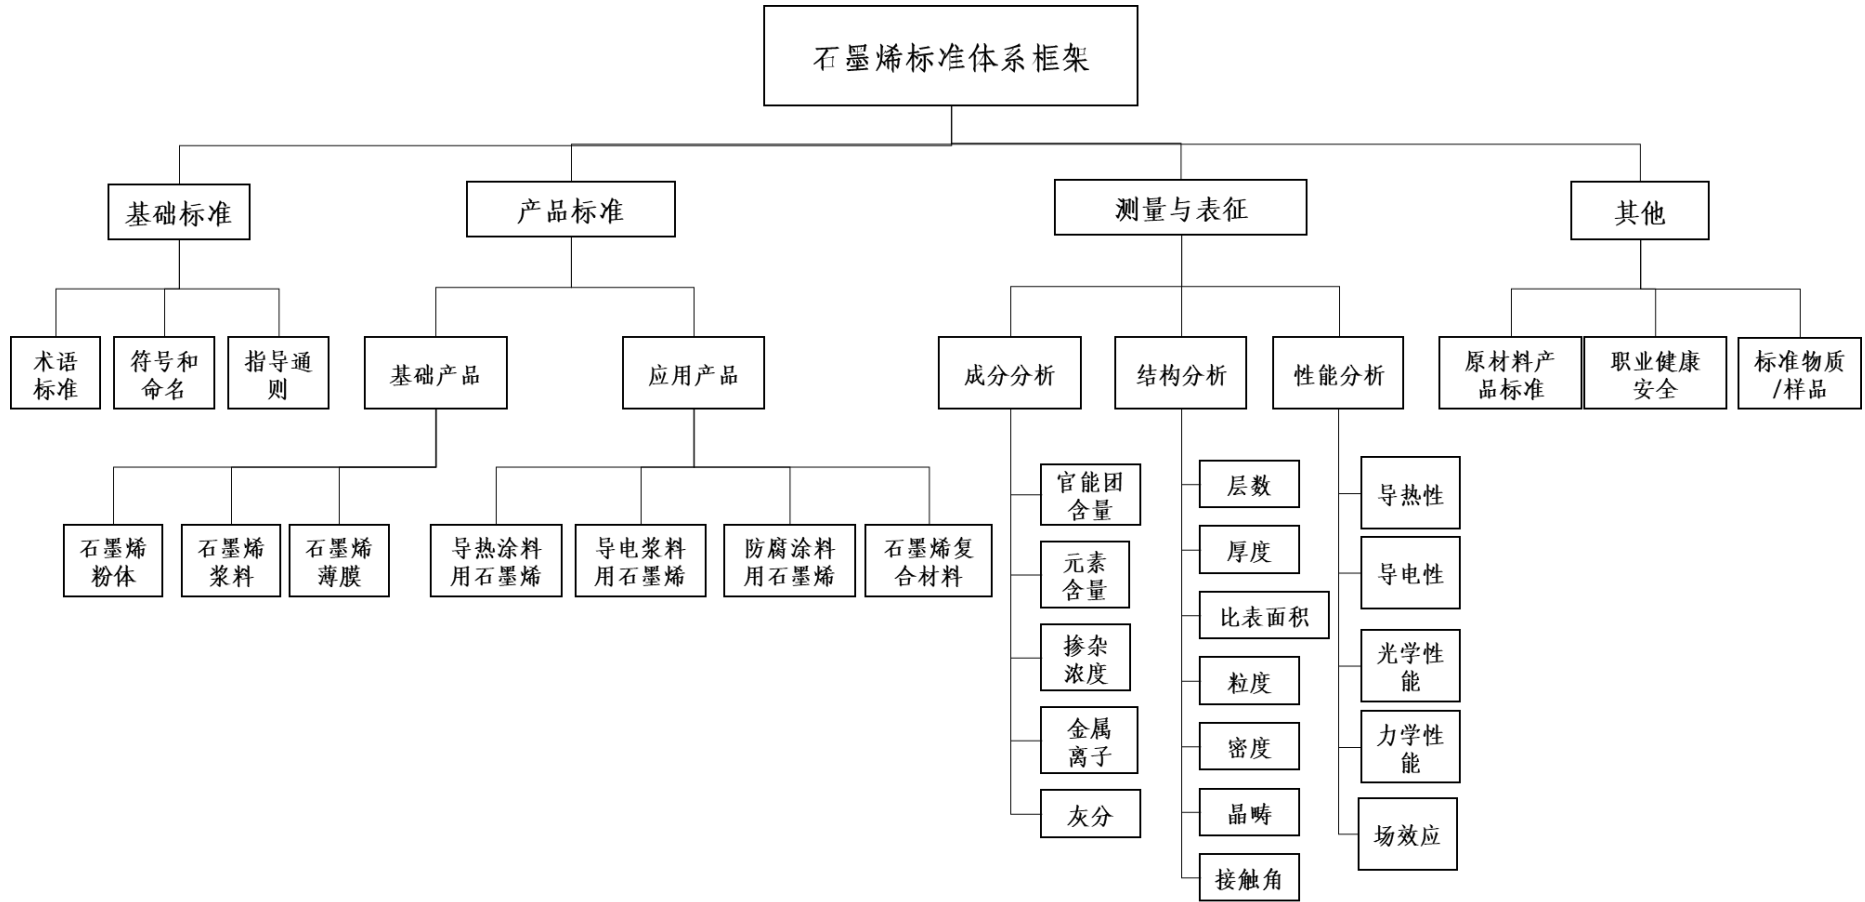 石墨烯标准体系框架
基础标准
产品标准
测量与表征
其他
术语
标准
符号和
命名
指导通
则
基础产品
应用产品
成分分析
结构分析
性能分析
原材料产
品标准
职业健康
安全
标准物质
/样品
石墨烯
粉体
石墨烯
浆料
石墨烯
薄膜
导热涂料
用石墨烯
导电浆料
用石墨烯
防腐涂料
用石墨烯
石墨烯复
合材料
官能团
含量
元素
含量
掺杂
浓度
金属
离子
灰分
层数
厚度
比表面积
粒度
密度
晶畴
接触角
导热性
导电性
光学性
能
力学性
能
场效应